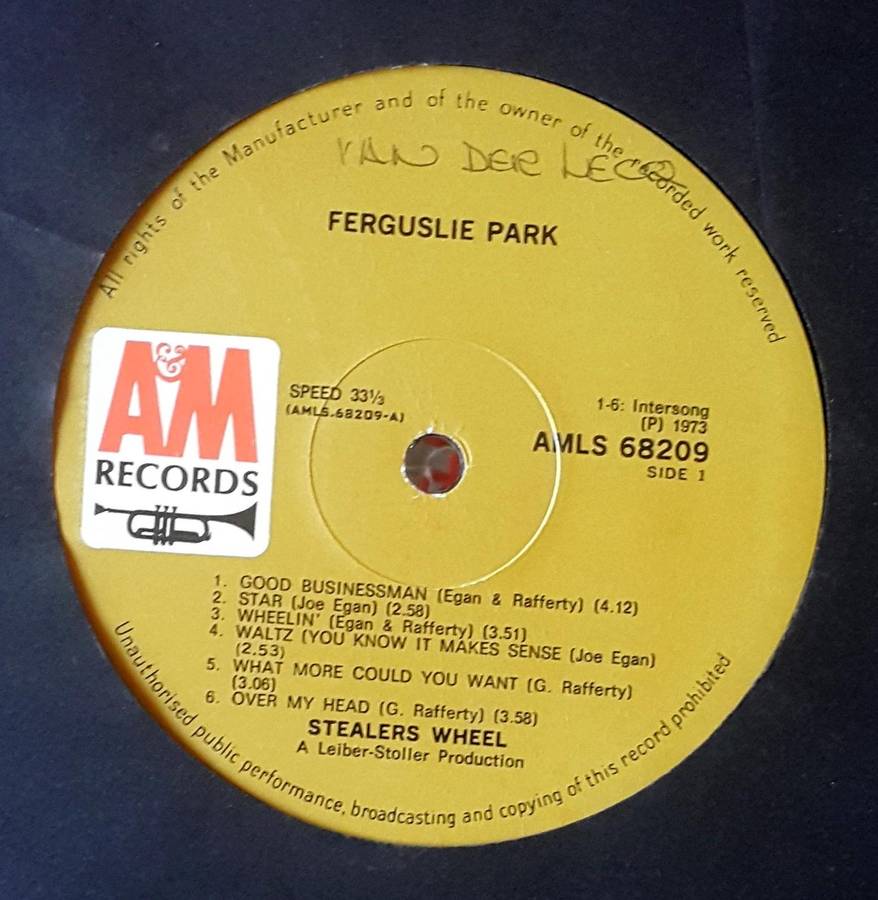 All rights of the Manufacturer and of the owner of the recorded work reserved
VAN DER
FERGUSLIE PARK
A&M
RECORDS
SPEED 33⅓
(AMLS.68209-A)
1-6: Intersong
(P) 1973
AMLS 68209
SIDE 1
1. GOOD BUSINESSMAN (Egan & Rafferty) (4.12)
2. STAR (Joe Egan) (2.58)
3. WHEELIN' (Egan & Rafferty) (3.51)
4. WALTZ (YOU KNOW IT MAKES SENSE (Joe Egan)
(2.53)
5. WHAT MORE COULD YOU WANT (G. Rafferty)
(3.06)
6. OVER MY HEAD (G. Rafferty) (3.58)
STEALERS WHEEL
A Leiber-Stoller Production
Unauthorised public performance, broadcasting and copying of this record prohibited